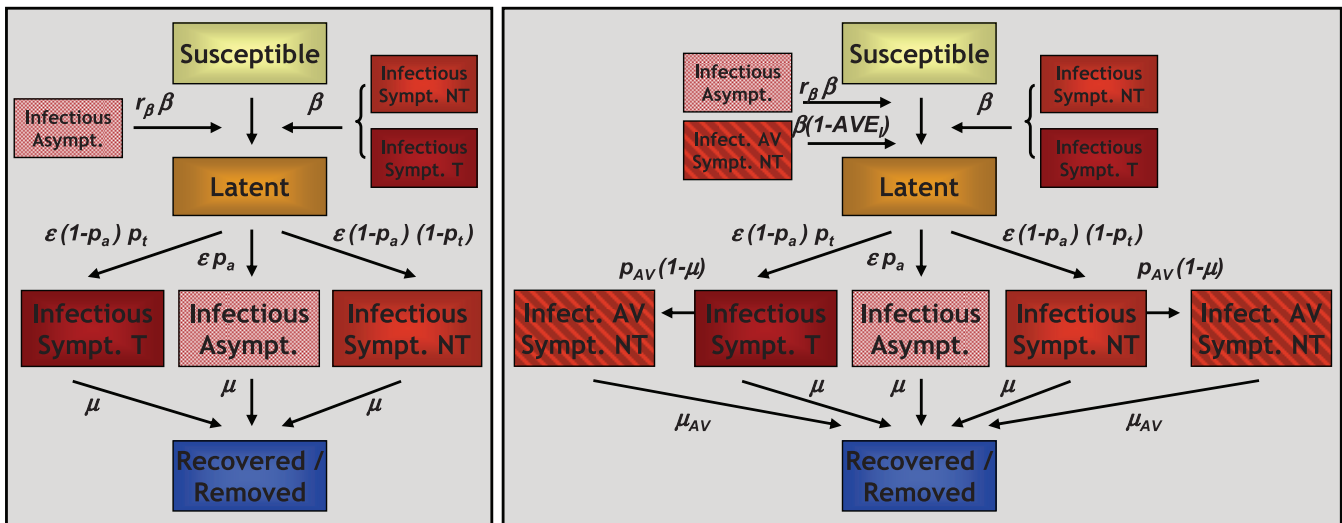 Susceptible
Infectious
Sympt. NT
Infectious
Asympt.
r_β β
β
Infectious
Sympt. T
Latent
ε(1-p_a) p_t
ε p_a
ε(1-p_a) (1-p_t)
Infectious
Sympt. T
Infectious
Asympt.
Infectious
Sympt. NT
μ
μ
μ
Recovered /
Removed
Susceptible
Infectious
Asympt.
r_β β
β
Infectious
Sympt. NT
Infect. AV
Sympt. NT
β(1-AVE_I)
Infectious
Sympt. T
Latent
ε(1-p_a) p_t
ε p_a
ε(1-p_a) (1-p_t)
p_AV (1-μ)
p_AV (1-μ)
Infect. AV
Sympt. NT
Infectious
Sympt. T
Infectious
Asympt.
Infectious
Sympt. NT
Infect. AV
Sympt. NT
μ
μ
μ
μ_AV
μ_AV
Recovered /
Removed